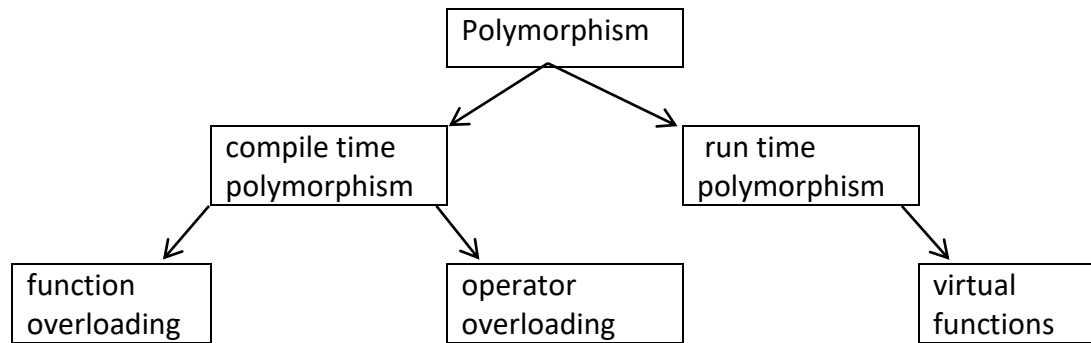 Polymorphism
compile time
polymorphism
run time
polymorphism
function
overloading
operator
overloading
virtual
functions